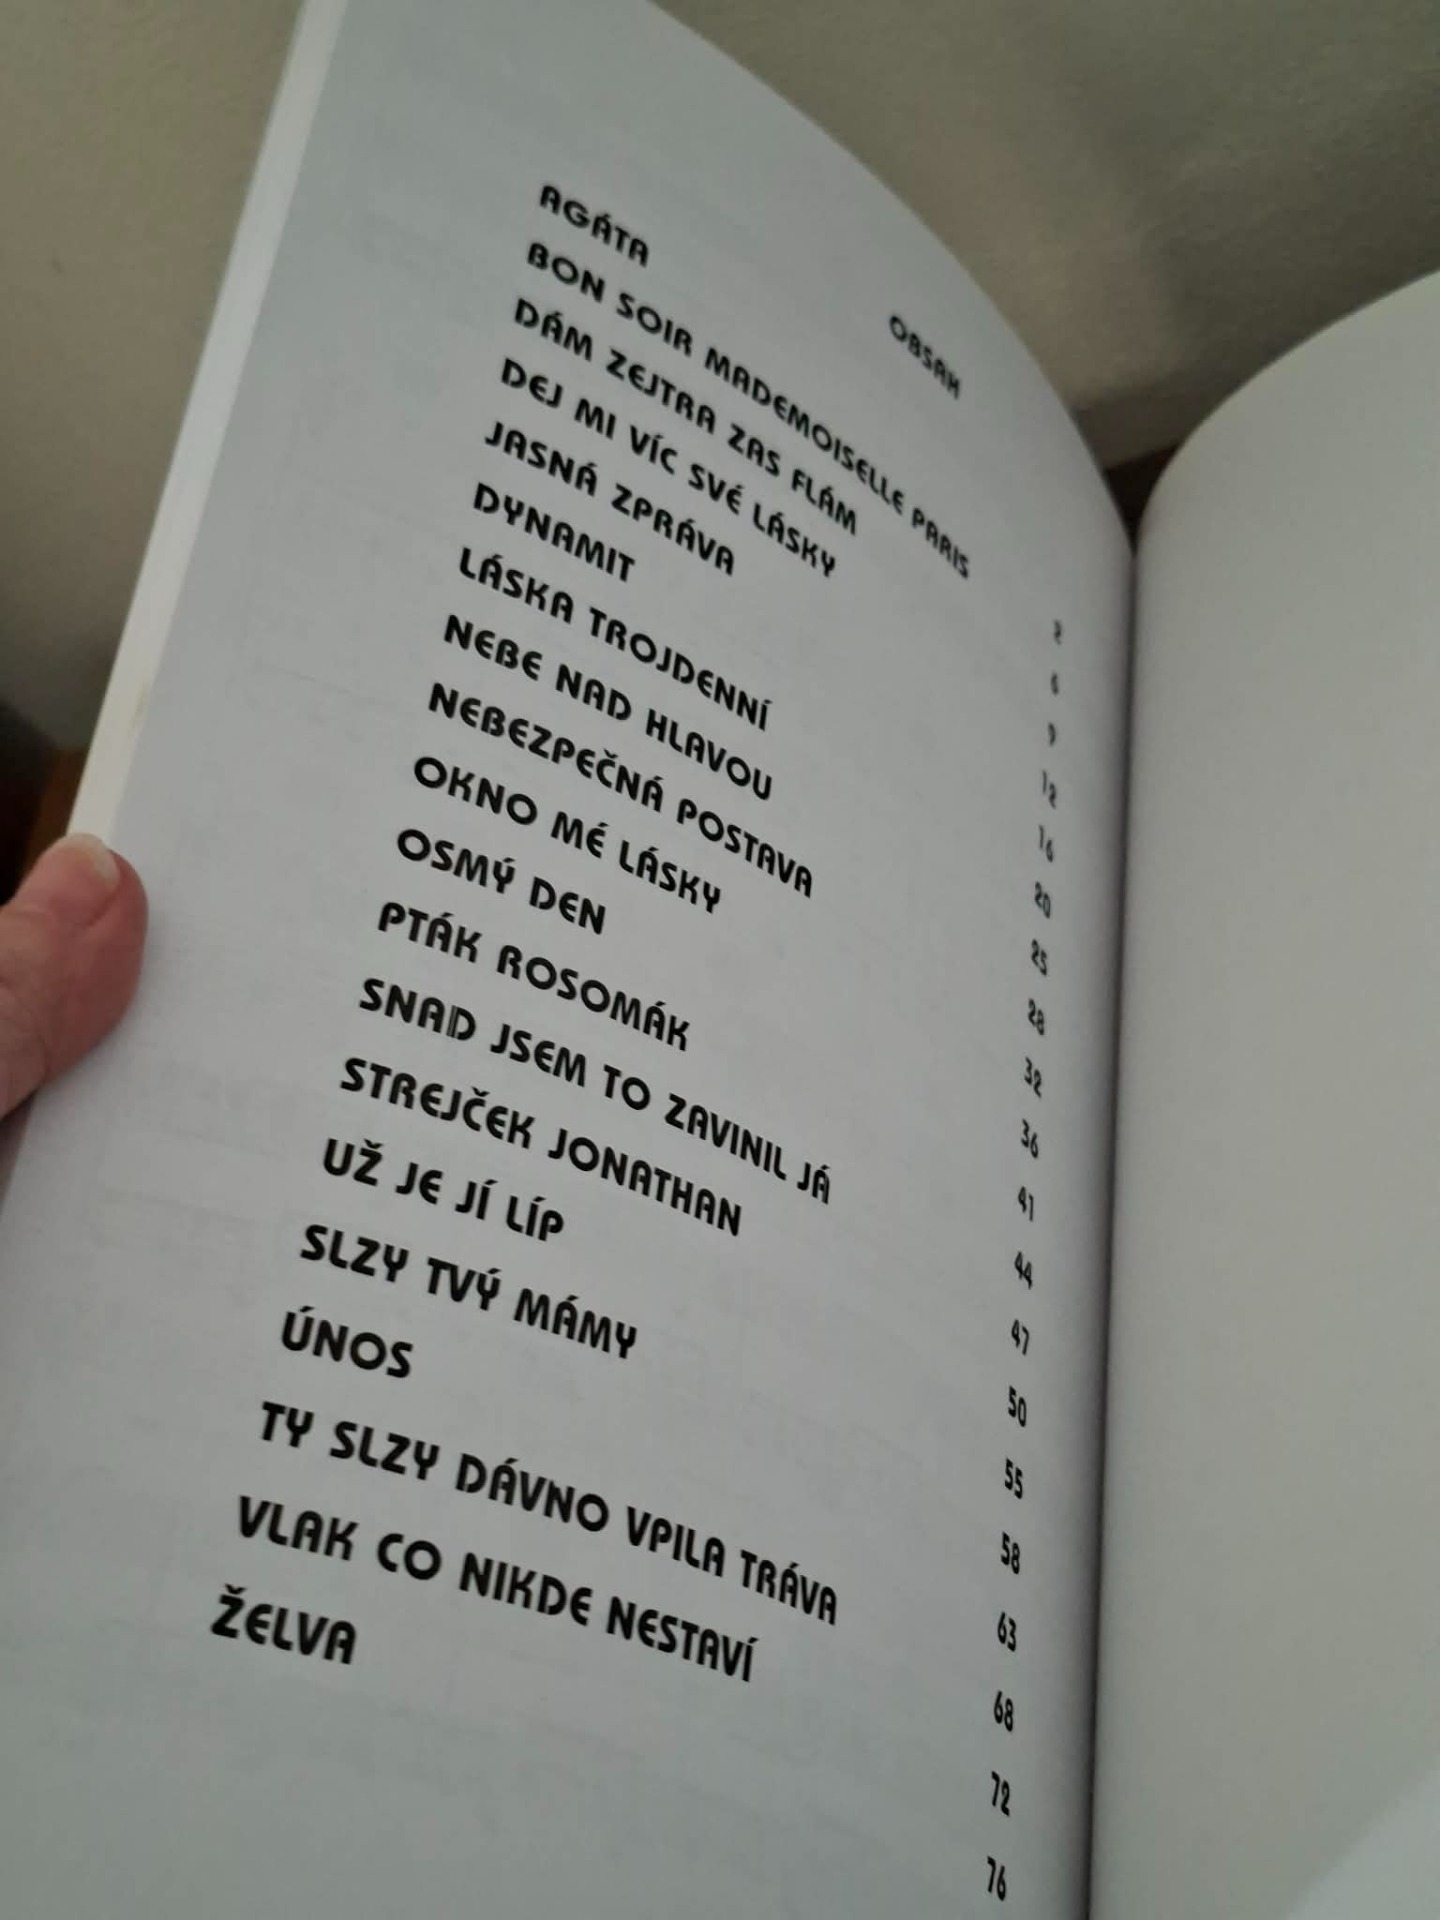 OBSAH
AGÁTA 2
BON SOIR MADEMOISELLE PARIS 6
DÁM ZEJTRA ZAS FLÁM 9
DEJ MI VÍC SVÉ LÁSKY 12
JASNÁ ZPRÁVA 16
DYNAMIT 20
LÁSKA TROJDENNÍ 25
NEBE NAD HLAVOU 28
NEBEZPEČNÁ POSTAVA 32
OKNO MÉ LÁSKY 36
OSMÝ DEN 41
PTÁK ROSOMÁK 44
SNAD JSEM TO ZAVINIL JÁ 47
STREJČEK JONATHAN 50
UŽ JE JÍ LÍP 55
SLZY TVÝ MÁMY 58
ÚNOS 63
TY SLZY DÁVNO VPILA TRÁVA 68
VLAK CO NIKDE NESTAVÍ 72
ŽELVA 76